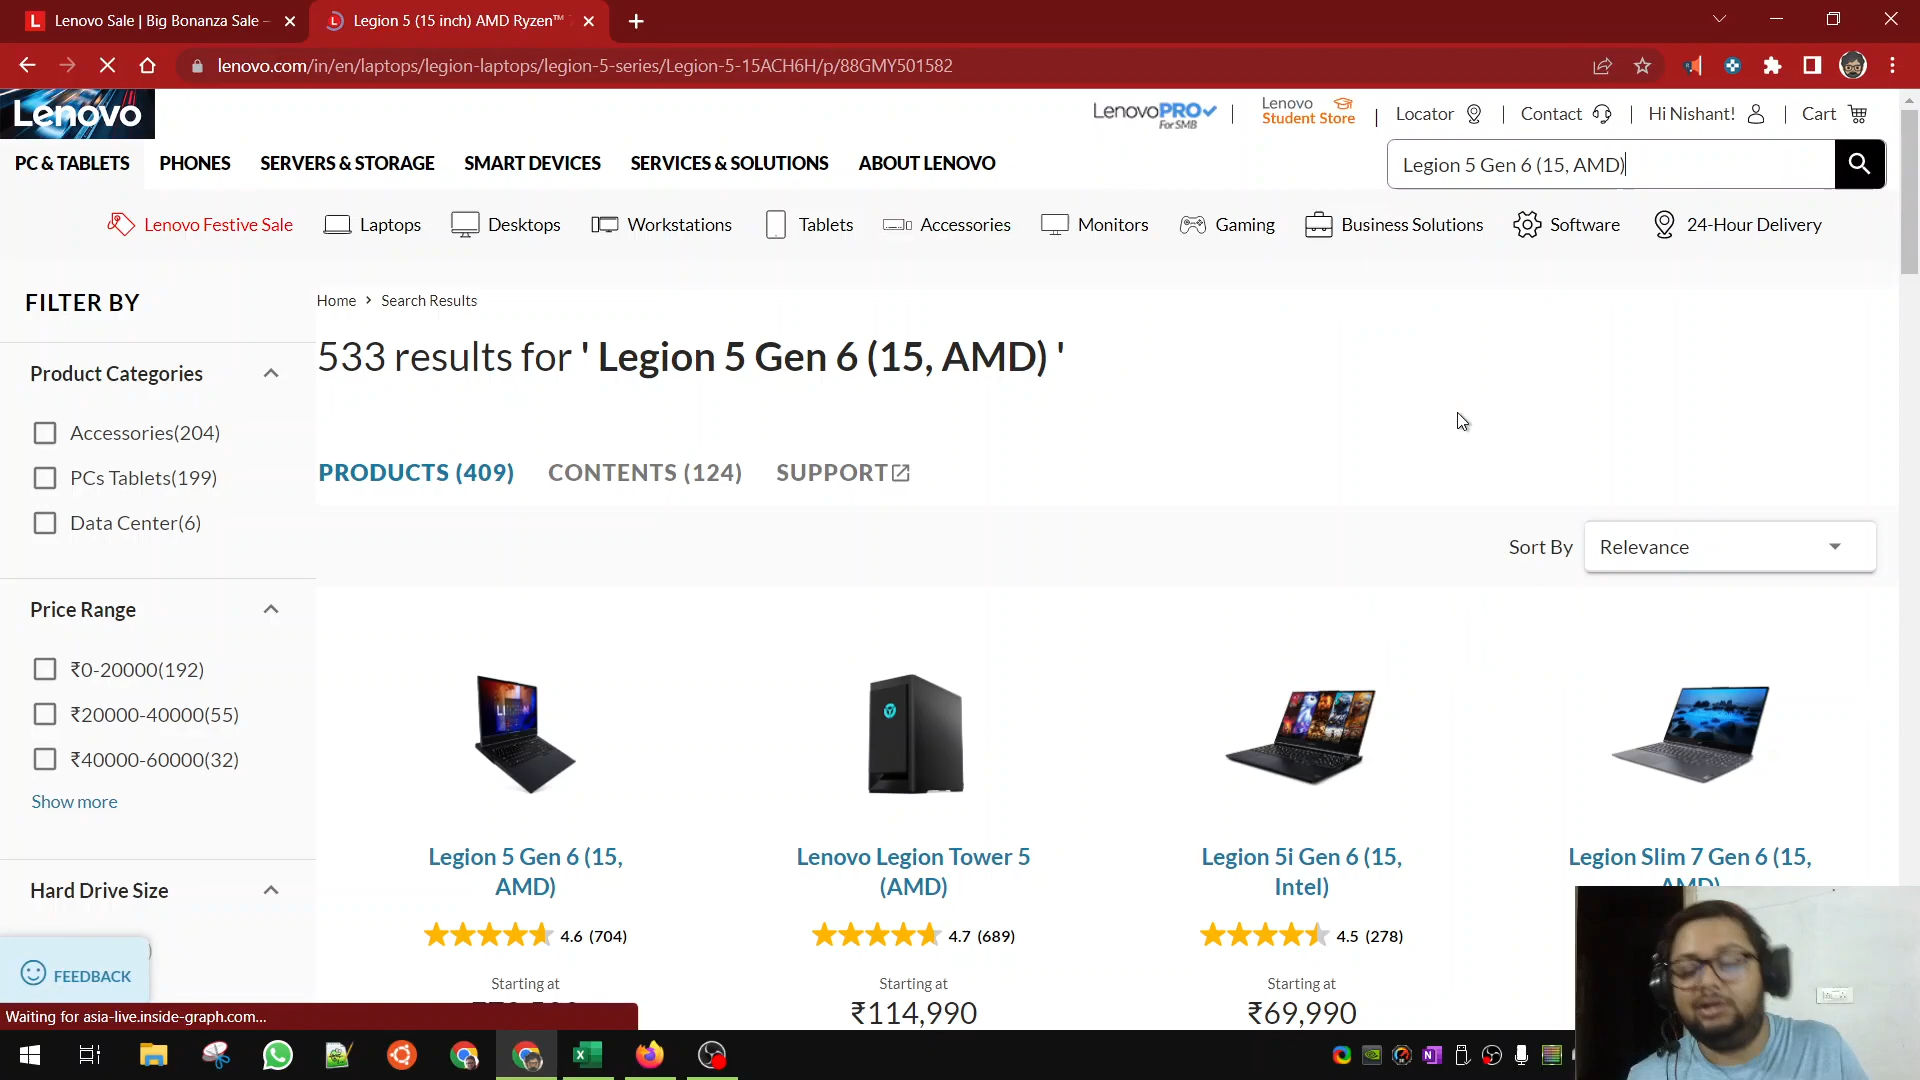 Lenovo Sale | Big Bonanza Sale -
Legion 5 (15 inch) AMD Ryzen™
lenovo.com/in/en/laptops/legion-laptops/legion-5-series/Legion-5-15ACH6H/p/88GMY501582
Lenovo
LenovoPRO
For SMB
Lenovo
Student Store
Locator
Contact
Hi Nishant!
Cart
PC & TABLETS
PHONES
SERVERS & STORAGE
SMART DEVICES
SERVICES & SOLUTIONS
ABOUT LENOVO
Legion 5 Gen 6 (15, AMD)
Lenovo Festive Sale
Laptops
Desktops
Workstations
Tablets
Accessories
Monitors
Gaming
Business Solutions
Software
24-Hour Delivery
FILTER BY
Home > Search Results
533 results for ' Legion 5 Gen 6 (15, AMD) '
Product Categories
Accessories(204)
PCs Tablets(199)
Data Center(6)
PRODUCTS (409)
CONTENTS (124)
SUPPORT
Sort By
Relevance
Price Range
₹0-20000(192)
₹20000-40000(55)
₹40000-60000(32)
Show more
Hard Drive Size
Legion 5 Gen 6 (15,
AMD)
4.6 (704)
Starting at
Lenovo Legion Tower 5
(AMD)
4.7 (689)
Starting at
₹114,990
Legion 5i Gen 6 (15,
Intel)
4.5 (278)
Starting at
₹69,990
Legion Slim 7 Gen 6 (15,
AMD)
FEEDBACK
Waiting for asia-live.inside-graph.com...